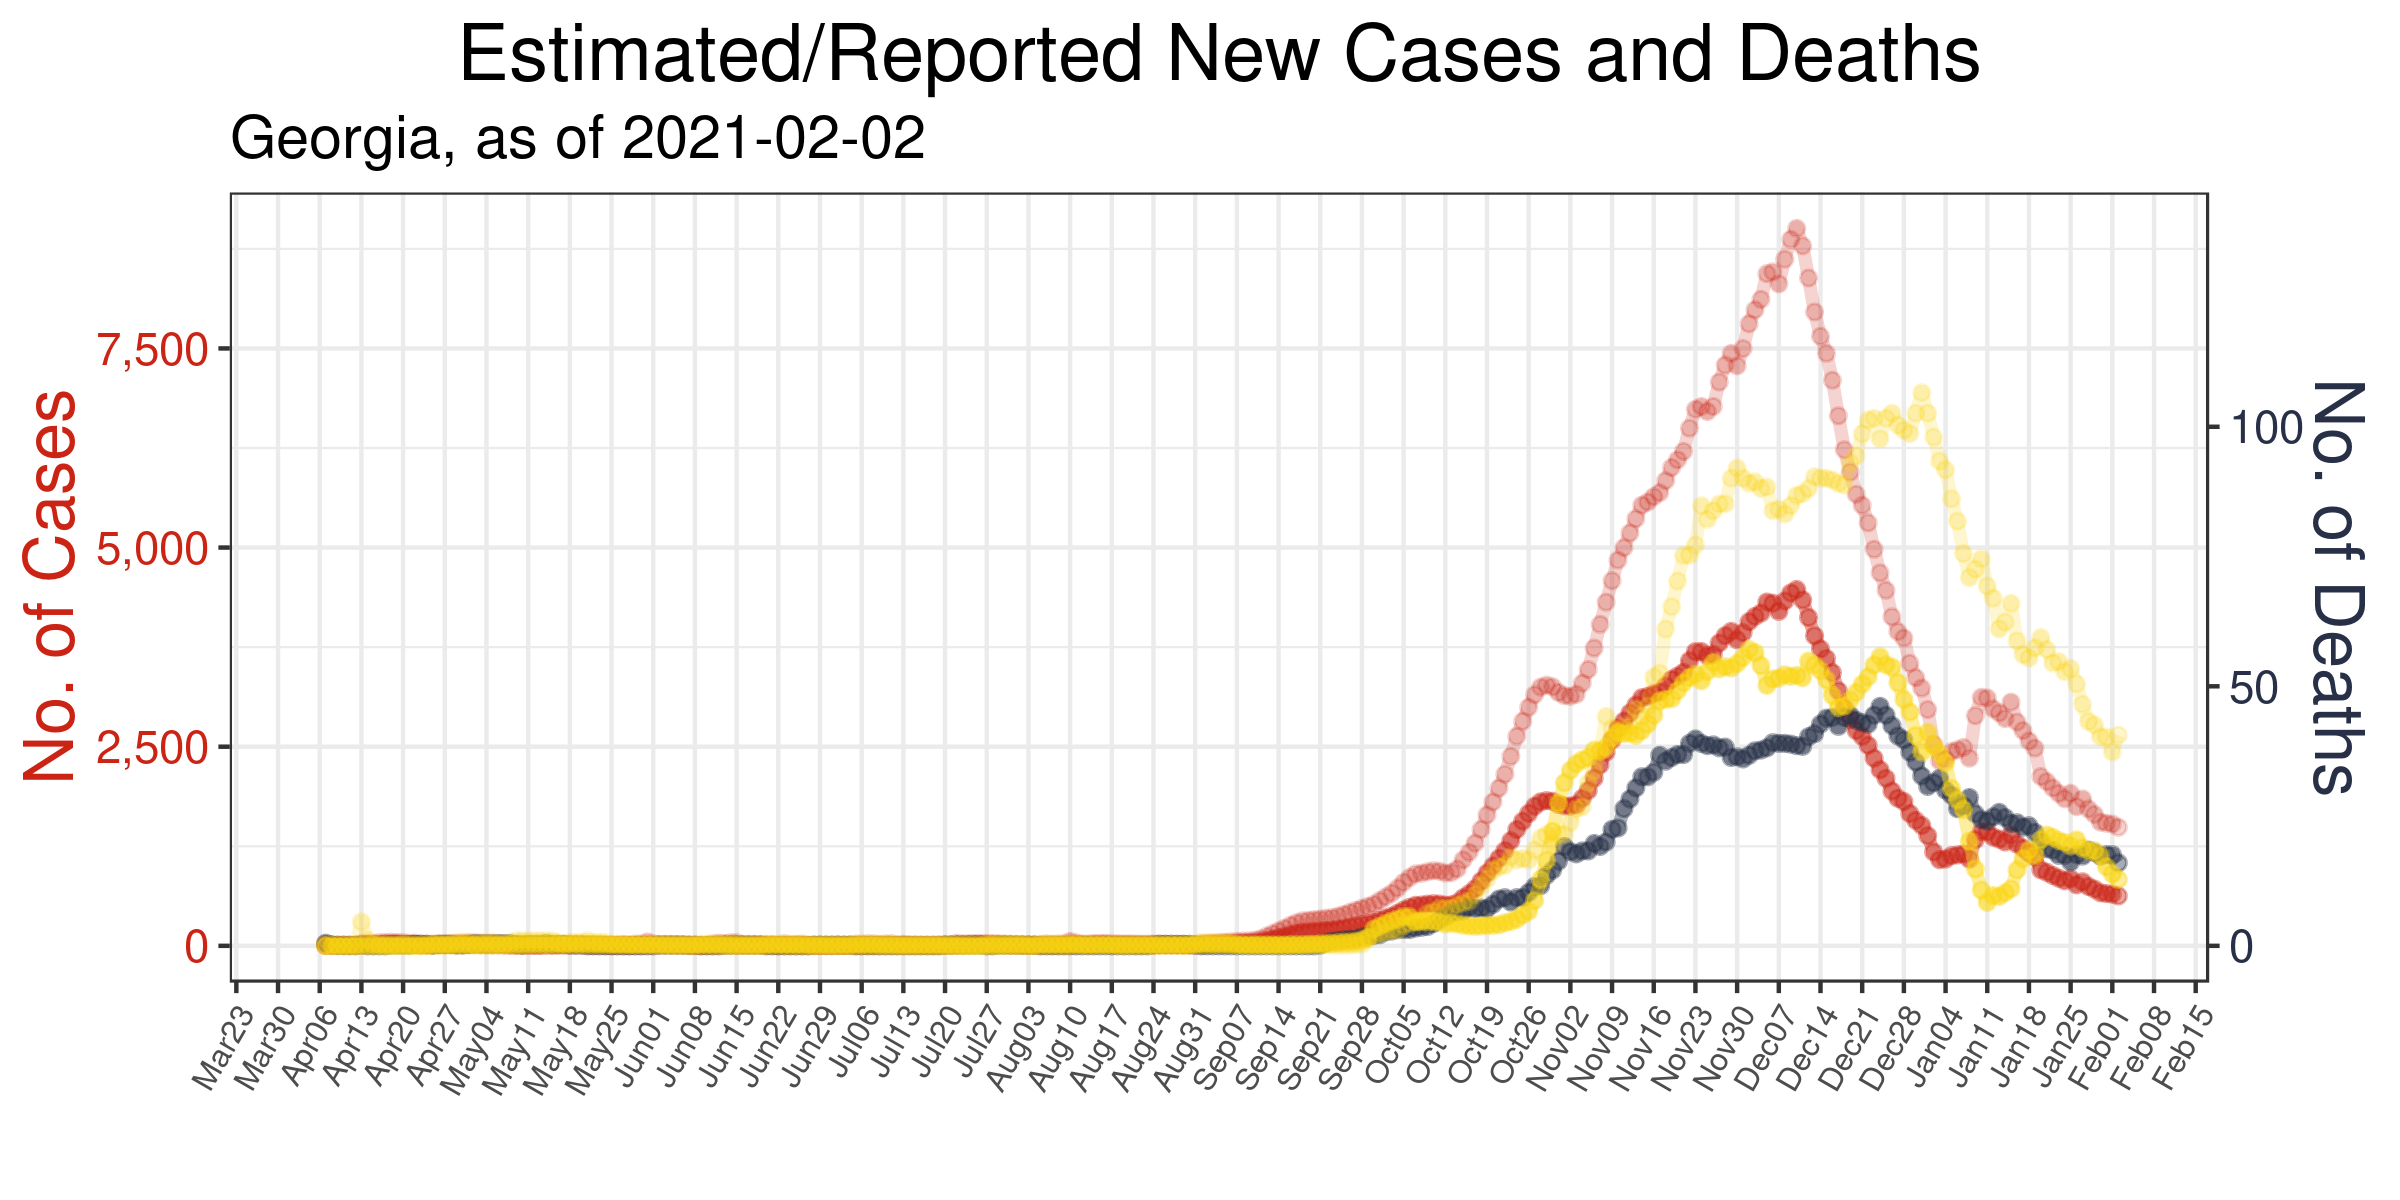 Estimated/Reported New Cases and Deaths
Georgia, as of 2021-02-02
No. of Cases
7,500
5,000
2,500
0
No. of Deaths
100
50
0
Mar23
Mar30
Apr06
Apr13
Apr20
Apr27
May04
May11
May18
May25
Jun01
Jun08
Jun15
Jun22
Jun29
Jul06
Jul13
Jul20
Jul27
Aug03
Aug10
Aug17
Aug24
Aug31
Sep07
Sep14
Sep21
Sep28
Oct05
Oct12
Oct19
Oct26
Nov02
Nov09
Nov16
Nov23
Nov30
Dec07
Dec14
Dec21
Dec28
Jan04
Jan11
Jan18
Jan25
Feb01
Feb08
Feb15